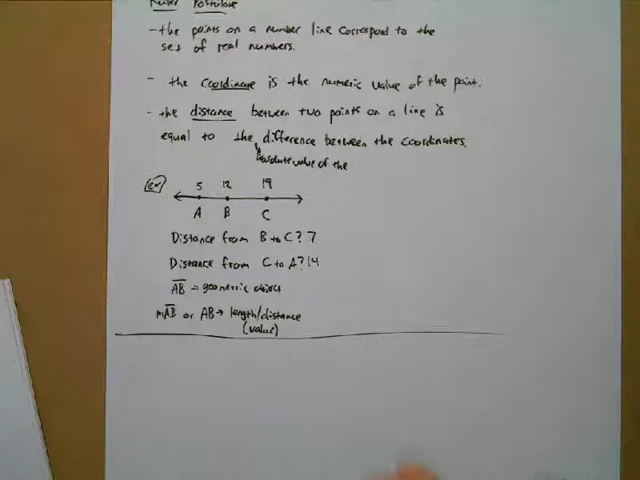 Ruler Postulate
- the points on a number line correspond to the
set of real numbers.
- the coordinate is the numeric value of the point.
- the distance between two points on a line is
equal to the difference between the coordinates.
absolute value of the
ex
5 12 19
A B C
Distance from B to C? 7
Distance from C to A? 14
AB = geometric object
mAB or AB → length/distance
(value)